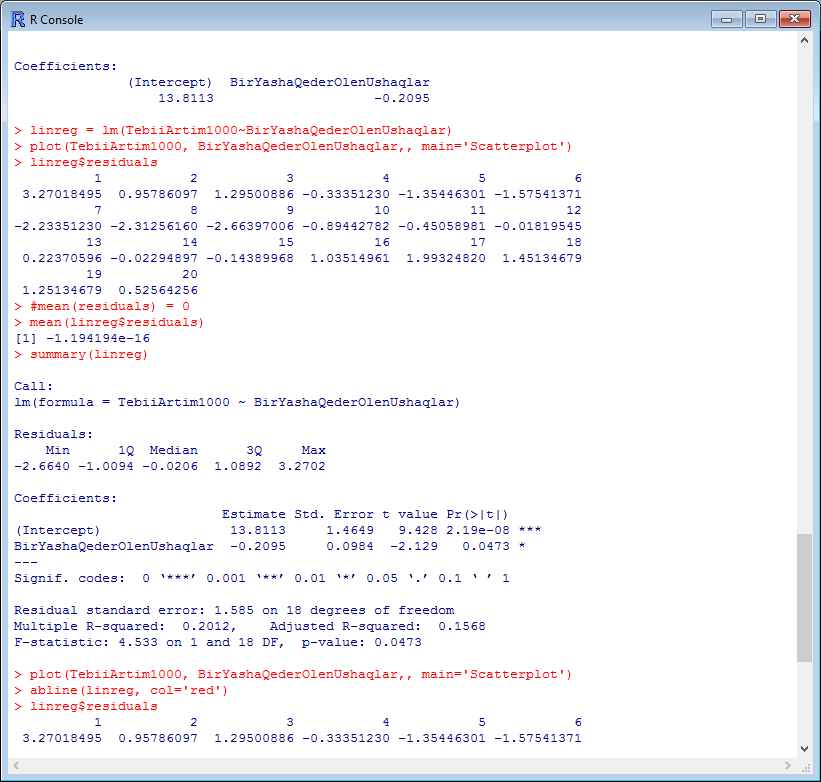 R Console
Coefficients:
(Intercept)  BirYashaQederOlenUshaqlar
13.8113                    -0.2095
> linreg = lm(TebiiArtim1000~BirYashaQederOlenUshaqlar)
> plot(TebiiArtim1000, BirYashaQederOlenUshaqlar,, main='Scatterplot')
> linreg$residuals
1           2           3           4           5           6
3.27018495  0.95786097  1.29500886 -0.33351230 -1.35446301 -1.57541371
7           8           9          10          11          12
-2.23351230 -2.31256160 -2.66397006 -0.89442782 -0.45058981 -0.01819545
13          14          15          16          17          18
0.22370596 -0.02294897 -0.14389968  1.03514961  1.99324820  1.45134679
19          20
1.25134679  0.52564256
> #mean(residuals) = 0
> mean(linreg$residuals)
[1] -1.194194e-16
> summary(linreg)
Call:
lm(formula = TebiiArtim1000 ~ BirYashaQederOlenUshaqlar)
Residuals:
Min      1Q  Median      3Q     Max
-2.6640 -1.0094 -0.0206  1.0892  3.2702
Coefficients:
Estimate Std. Error t value Pr(>|t|)
(Intercept)                13.8113     1.4649   9.428 2.19e-08 ***
BirYashaQederOlenUshaqlar  -0.2095     0.0984  -2.129   0.0473 *
---
Signif. codes:  0 ‘***’ 0.001 ‘**’ 0.01 ‘*’ 0.05 ‘.’ 0.1 ‘ ’ 1
Residual standard error: 1.585 on 18 degrees of freedom
Multiple R-squared:  0.2012,    Adjusted R-squared:  0.1568
F-statistic: 4.533 on 1 and 18 DF,  p-value: 0.0473
> plot(TebiiArtim1000, BirYashaQederOlenUshaqlar,, main='Scatterplot')
> abline(linreg, col='red')
> linreg$residuals
1           2           3           4           5           6
3.27018495  0.95786097  1.29500886 -0.33351230 -1.35446301 -1.57541371